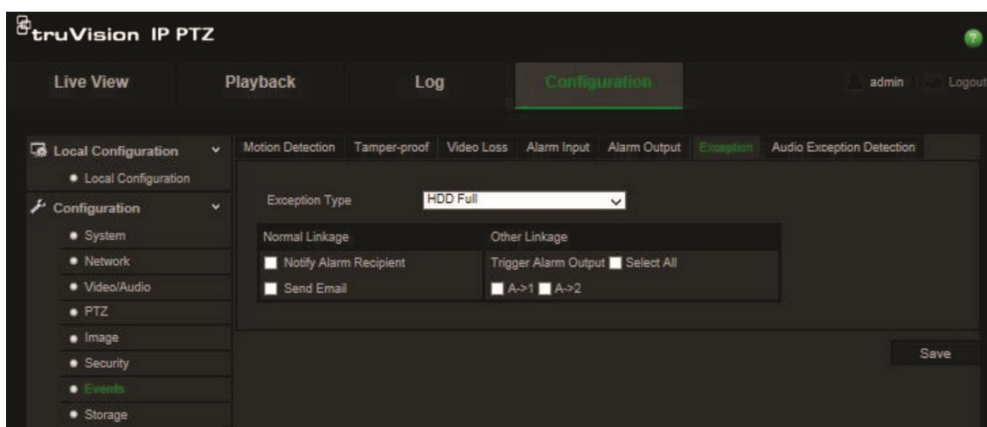 truVision IP PTZ
?
Live View Playback Log Configuration admin Logout
Motion Detection Tamper-proof Video Loss Alarm Input Alarm Output Exception Audio Exception Detection
Local Configuration
Local Configuration
Configuration
System
Network
Video/Audio
PTZ
Image
Security
Events
Storage
Exception Type HDD Full
Normal Linkage Other Linkage
Notify Alarm Recipient Trigger Alarm Output Select All
Send Email A->1 A->2
Save